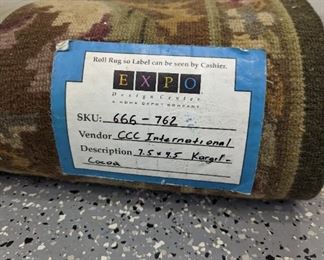 Roll Rug so Label can be seen by Cashier.
EXPO
Design Center
A HOME DEPOT COMPANY
SKU: 666-762
Vendor CCC International
Description 7.5 x 9.5 Kargil-
Cocoa